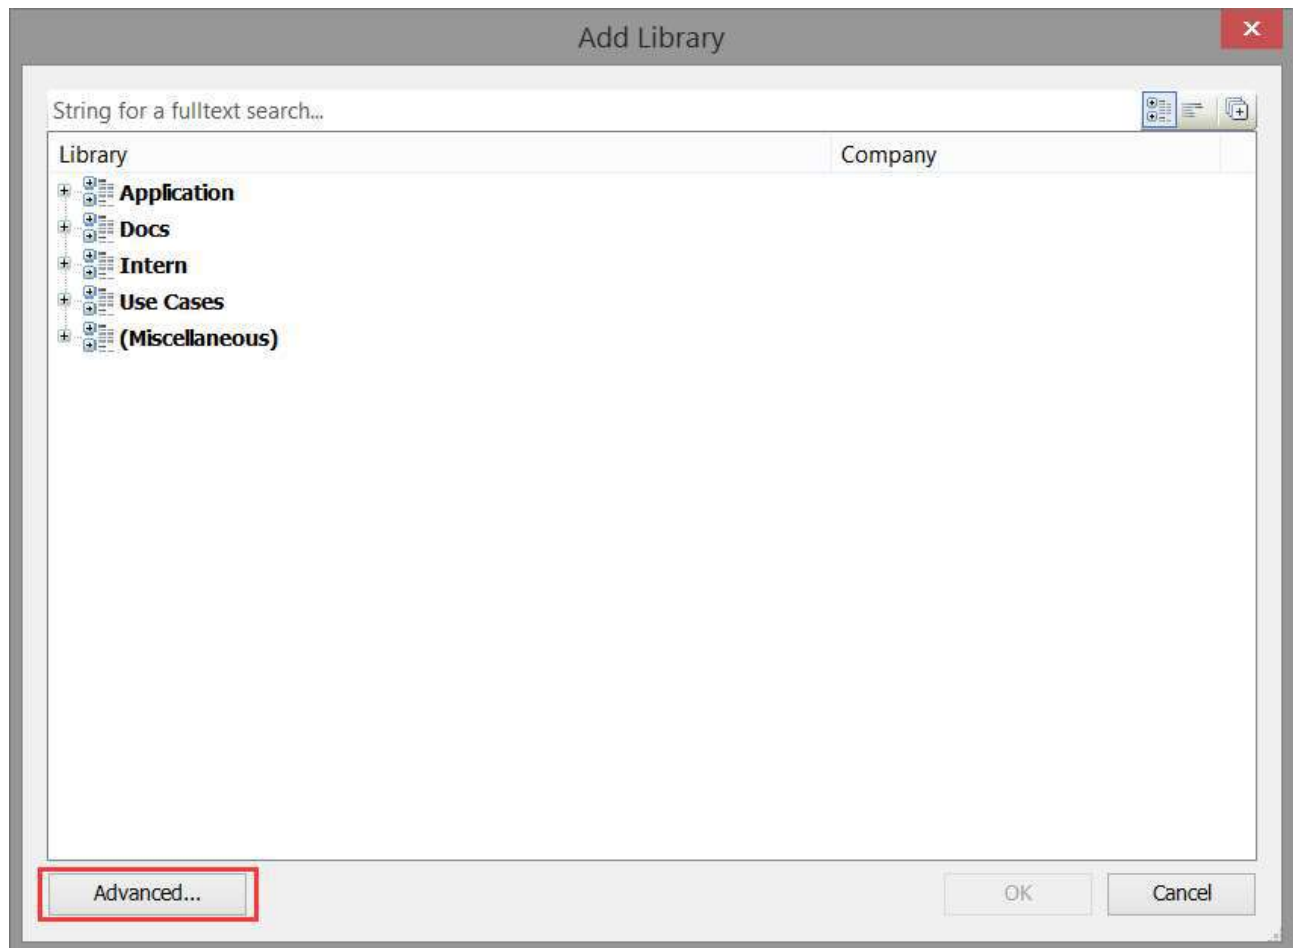 Add Library
String for a fulltext search...
Library Company
Application
Docs
Intern
Use Cases
(Miscellaneous)
Advanced... OK Cancel